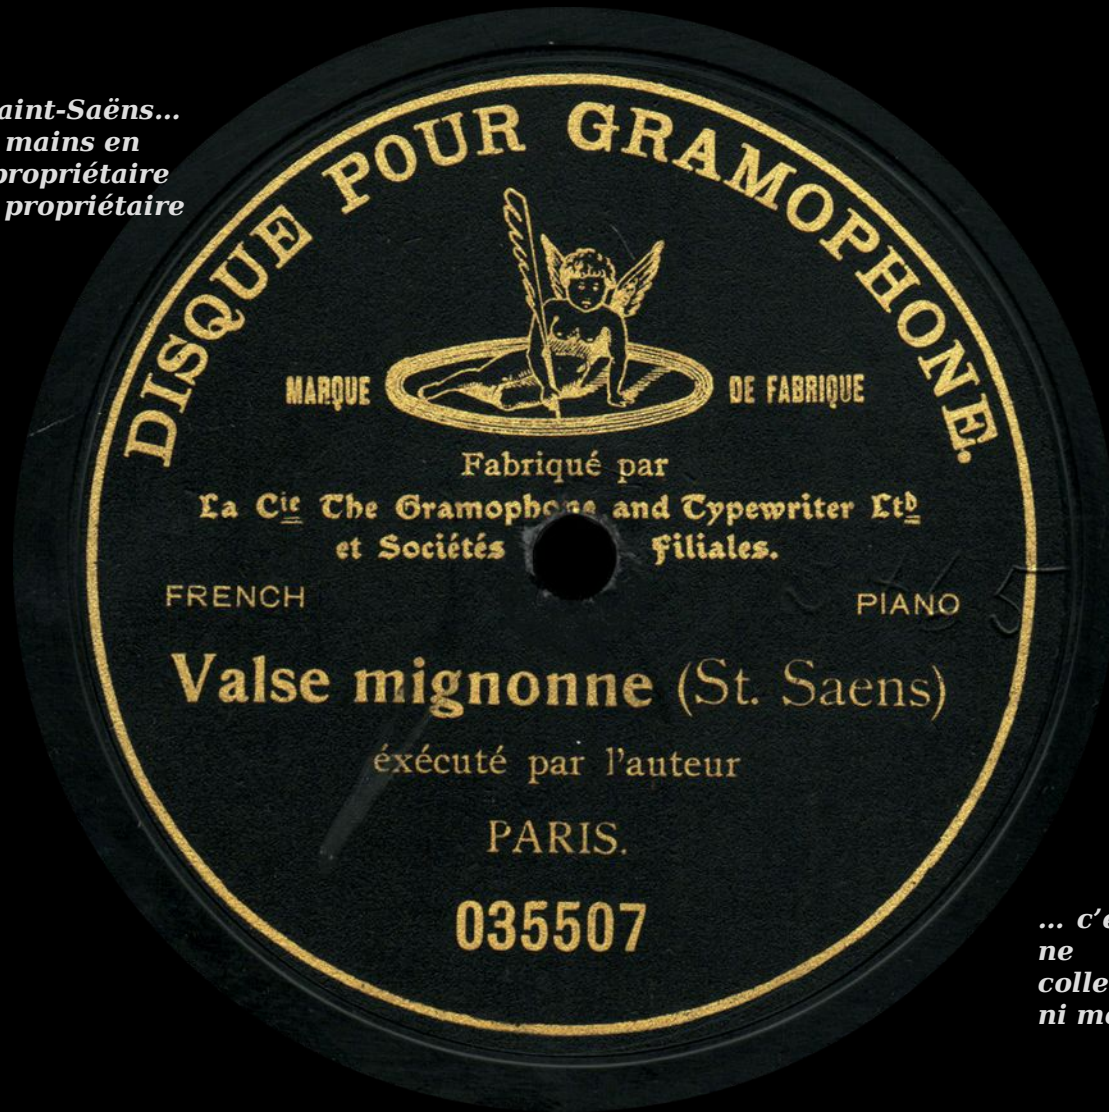 aint-Saëns...
mains en
propriétaire
propriétaire
DISQUE POUR GRAMOPHONE.
MARQUE DE FABRIQUE
Fabriqué par
La Cie The Gramophone and Typewriter Ltd
et Sociétés Filiales.
FRENCH PIANO
Valse mignonne (St. Saens)
éxécuté par l'auteur
PARIS.
035507
... c'e
ne
colle
ni m